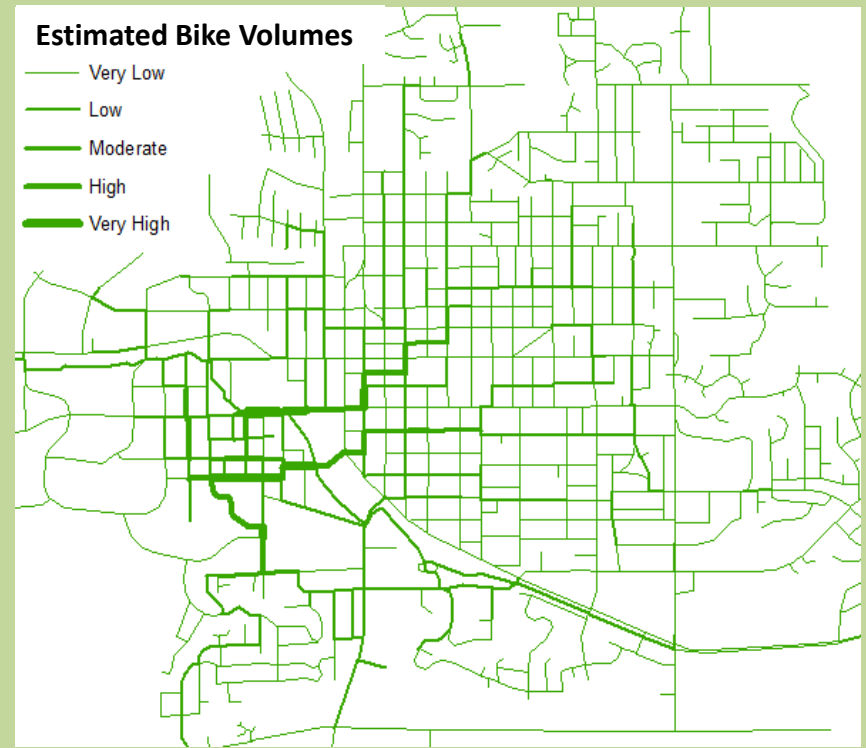 Estimated Bike Volumes
Very Low
Low
Moderate
High
Very High